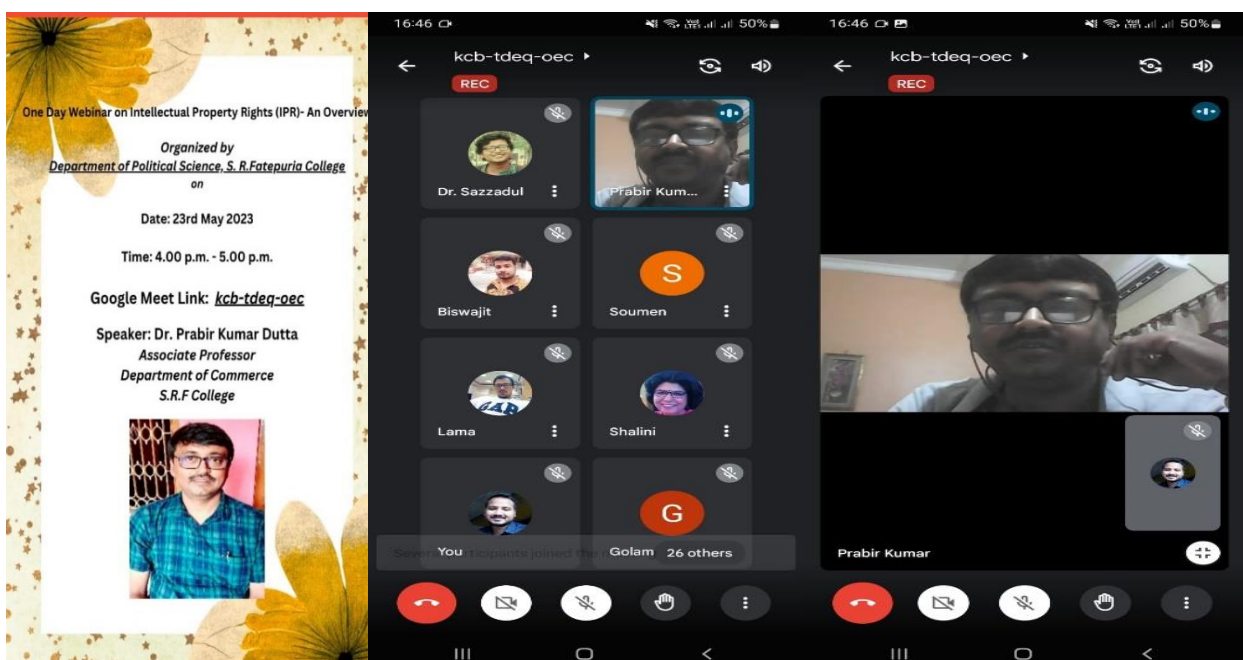 One Day Webinar on Intellectual Property Rights (IPR)- An Overview
Organized by
Department of Political Science, S. R.Fatepuria College
on
Date: 23rd May 2023
Time: 4.00 p.m. - 5.00 p.m.
Google Meet Link: kcb-tdeq-oec
Speaker: Dr. Prabir Kumar Dutta
Associate Professor
Department of Commerce
S.R.F College
16:46
50%
kcb-tdeq-oec
REC
Dr. Sazzadul
Prabir Kum...
Biswajit
S
Soumen
GAP
Lama
Shalini
G
You
Golam
26 others
16:46
50%
kcb-tdeq-oec
REC
Prabir Kumar